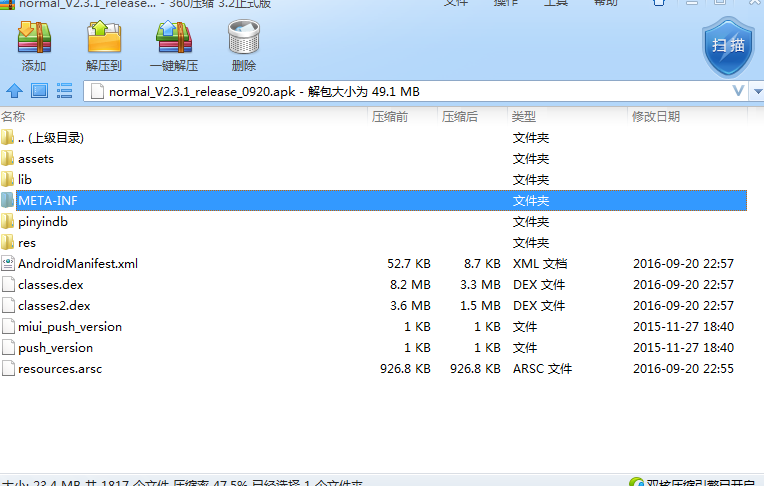 normal_V2.3.1_release... - 360压缩 3.2正式版 文件 操作 工具 帮助
添加 解压到 一键解压 删除 扫描
normal_V2.3.1_release_0920.apk - 解包大小为 49.1 MB
名称 压缩前 压缩后 类型 修改日期
.. (上级目录) 文件夹
assets 文件夹
lib 文件夹
META-INF 文件夹
pinyindb 文件夹
res 文件夹
AndroidManifest.xml 52.7 KB 8.7 KB XML 文档 2016-09-20 22:57
classes.dex 8.2 MB 3.3 MB DEX 文件 2016-09-20 22:57
classes2.dex 3.6 MB 1.5 MB DEX 文件 2016-09-20 22:57
miui_push_version 1 KB 1 KB 文件 2015-11-27 18:40
push_version 1 KB 1 KB 文件 2015-11-27 18:40
resources.arsc 926.8 KB 926.8 KB ARSC 文件 2016-09-20 22:55
大小: 23.4 MB 共 1817 个文件 压缩率 47.5% 已经选择 1 个文件夹 双核压缩引擎已开启